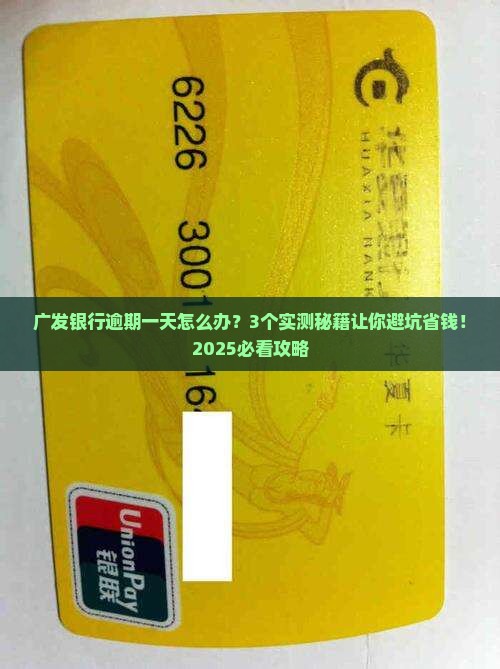 华夏银行
HUAXIA BANK
6226 3001 16
华夏卡
广发银行逾期一天怎么办？3个实测秘籍让你避坑省钱！
2025必看攻略
UnionPay
银联